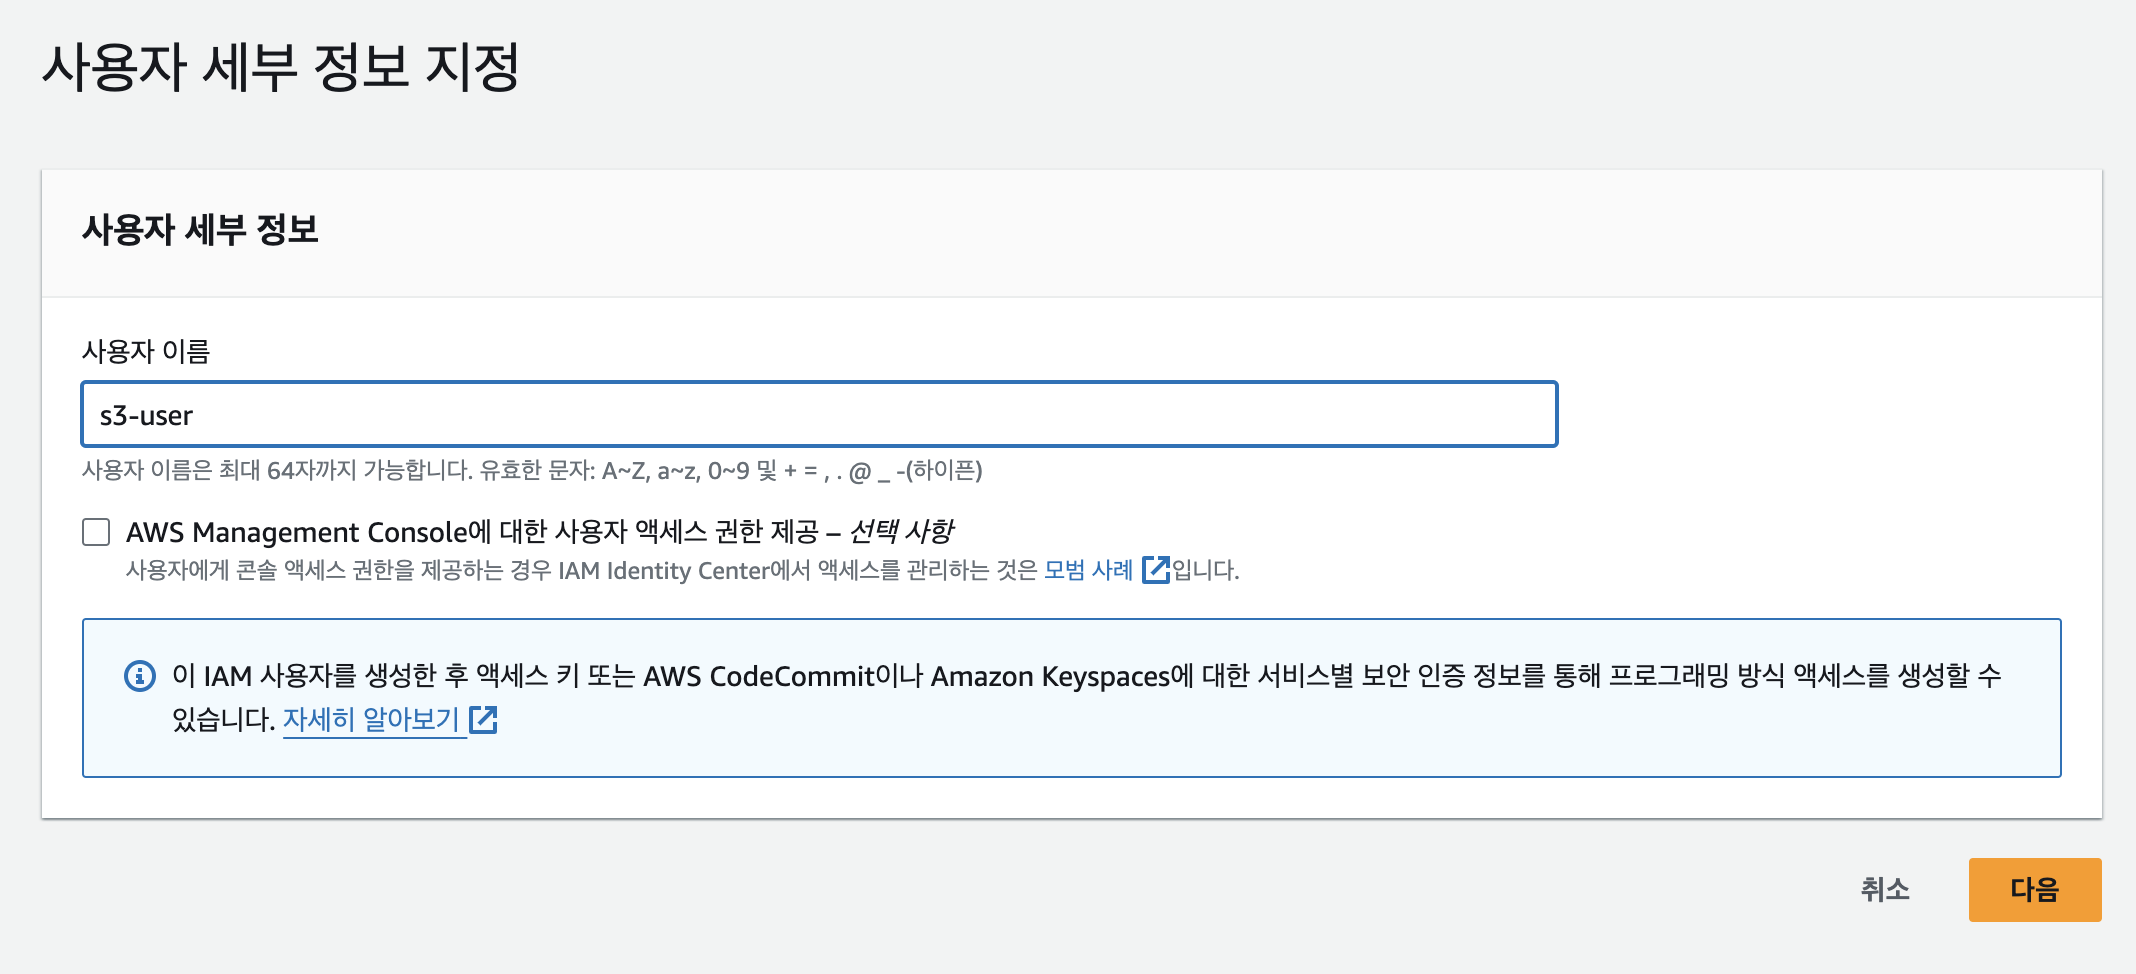 사용자 세부 정보 지정
사용자 세부 정보
사용자 이름
s3-user
사용자 이름은 최대 64자까지 가능합니다. 유효한 문자: A~Z, a~z, 0~9 및 + = , . @ _ -(하이픈)
AWS Management Console에 대한 사용자 액세스 권한 제공 – 선택 사항
사용자에게 콘솔 액세스 권한을 제공하는 경우 IAM Identity Center에서 액세스를 관리하는 것은 모범 사례 입니다.
이 IAM 사용자를 생성한 후 액세스 키 또는 AWS CodeCommit이나 Amazon Keyspaces에 대한 서비스별 보안 인증 정보를 통해 프로그래밍 방식 액세스를 생성할 수
있습니다. 자세히 알아보기
취소 다음